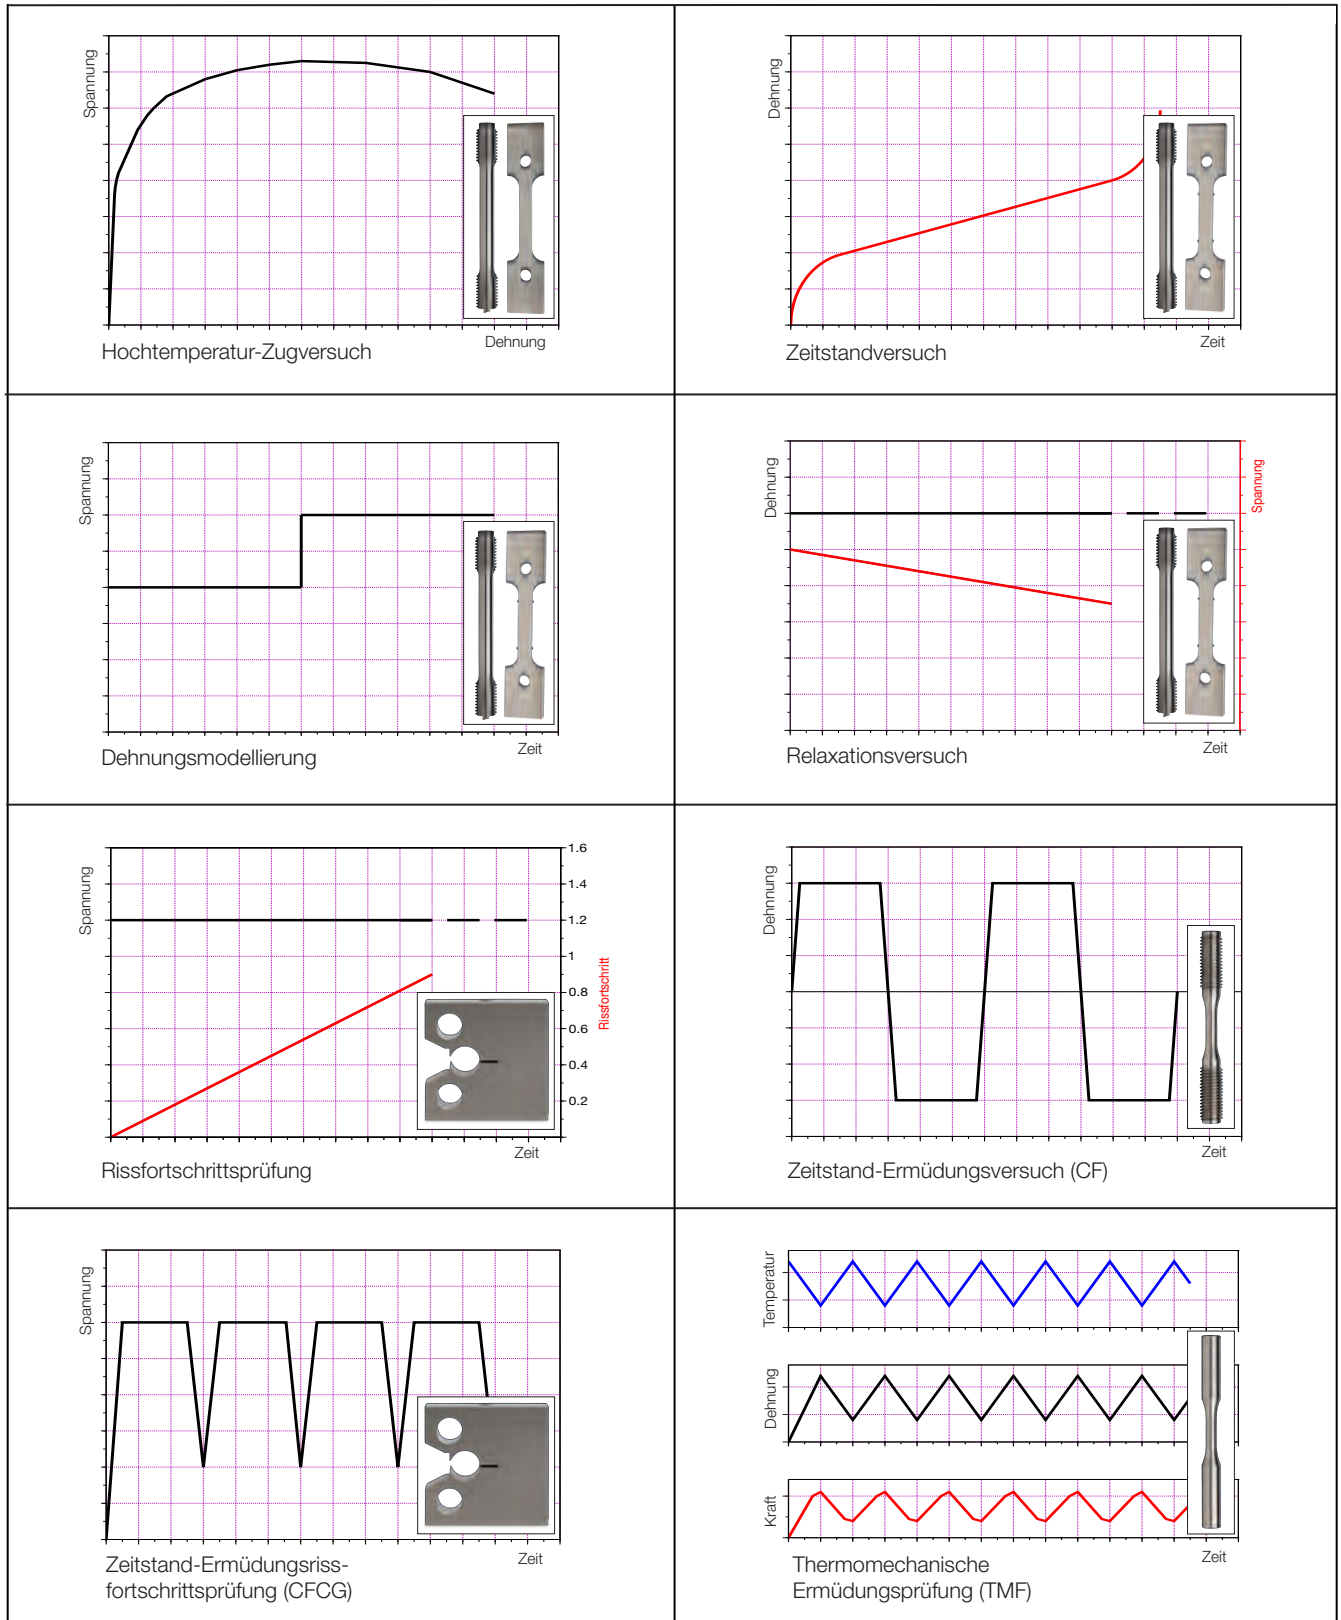 Spannung
Dehnung
Hochtemperatur-Zugversuch
Dehnung
Zeit
Zeitstandversuch
Spannung
Zeit
Dehnungsmodellierung
Dehnung
Spannung
Zeit
Relaxationsversuch
Spannung
1.6
1.4
1.2
1
0.8
0.6
0.4
0.2
Rissfortschritt
Zeit
Rissfortschrittsprüfung
Dehnnung
Zeit
Zeitstand-Ermüdungsversuch (CF)
Spannung
Zeit
Zeitstand-Ermüdungsriss-
fortschrittsprüfung (CFCG)
Temperatur
Dehnung
Kraft
Zeit
Thermomechanische
Ermüdungsprüfung (TMF)